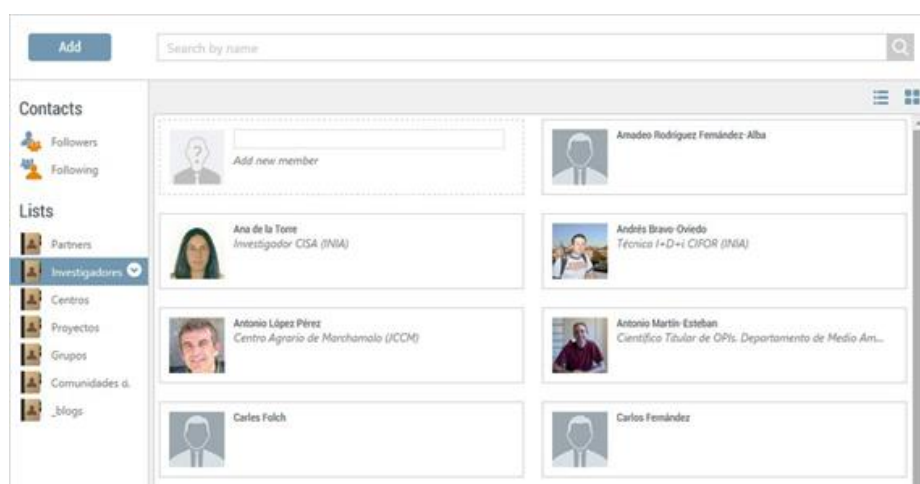 Add
Search by name
Contacts
Followers
Following
Lists
Partners
Investigadores
Centros
Proyectos
Grupos
Comunidades a.
_blogs
Add new member
Amadeo Rodríguez Fernández-Alba
Ana de la Torre
Investigador CISA (INIA)
Andrés Bravo-Oviedo
Técnico I+D+i CIFOR (INIA)
Antonio López Pérez
Centro Agrario de Marchamalo (JCCM)
Antonio Martín-Esteban
Científico Titular de OPIs. Departamento de Medio Am...
Carles Folch
Carlos Fernández